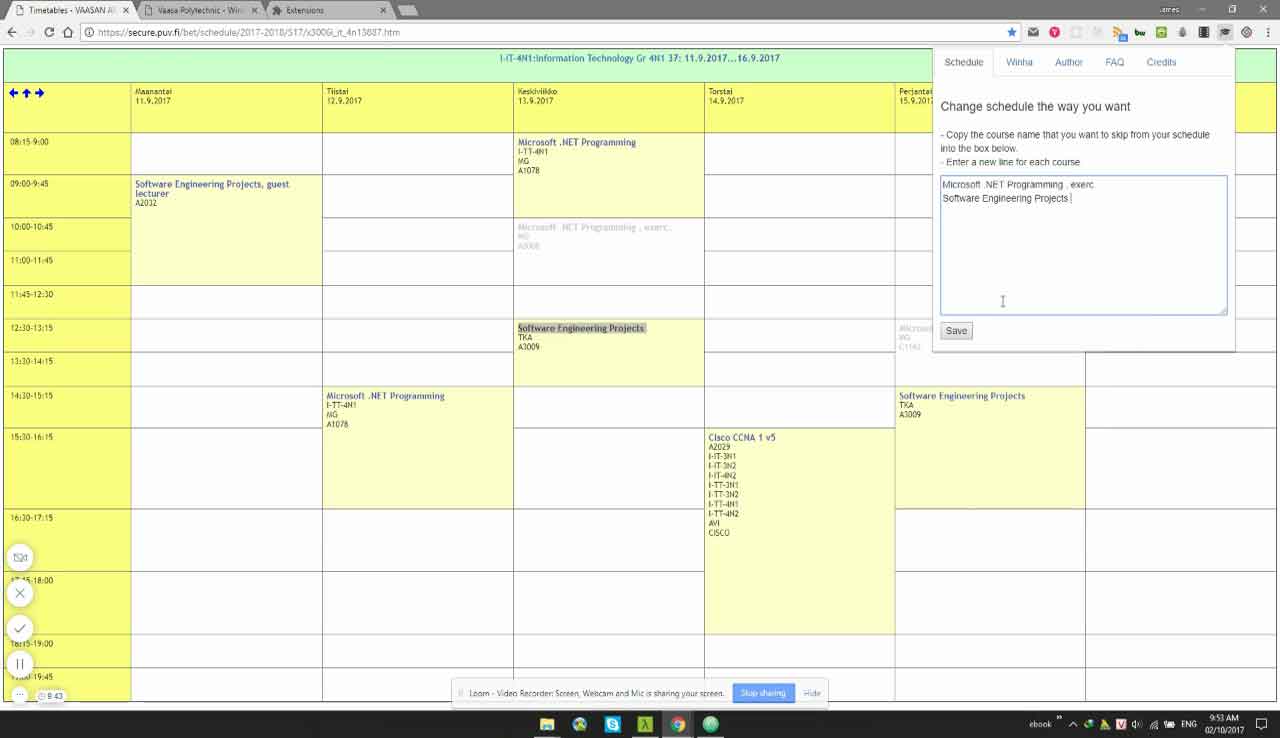 Timetables - VAASAN A
Vaasa Polytechnic - Win
Extensions
James
https://secure.puv.fi/bet/schedule/2017-2018/S17/x300Gi_it_4n13887.htm
I-IT-4N1:Information Technology Gr 4N1 37: 11.9.2017...16.9.2017
Maanantai
11.9.2017
Tiistai
12.9.2017
Keskiviikko
13.9.2017
Torstai
14.9.2017
Perjantai
15.9.2017
08:15-9:00
Microsoft .NET Programming
I-TT-4N1
MG
A1078
09:00-9:45
Software Engineering Projects, guest
lecturer
A2032
10:00-10:45
Microsoft .NET Programming , exerc.
MG
11:00-11:45
11:45-12:30
12:30-13:15
Software Engineering Projects
TKA
A3009
Microso
MG
C1162
13:30-14:15
14:30-15:15
Microsoft .NET Programming
I-TT-4N1
MG
A1078
Software Engineering Projects
TKA
A3009
15:30-16:15
Cisco CCNA 1 v5
A2029
I-IT-3N1
I-IT-3N2
I-IT-4N2
I-TT-3N1
I-TT-3N2
I-TT-4N1
I-TT-4N2
AVI
CISCO
16:30-17:15
17:15-18:00
18:15-19:00
19:00-19:45
Schedule
Winha
Author
FAQ
Credits
Change schedule the way you want
- Copy the course name that you want to skip from your schedule
into the box below.
- Enter a new line for each course
Microsoft .NET Programming , exerc
Software Engineering Projects
Save
8:43
Loom - Video Recorder: Screen, Webcam and Mic is sharing your screen.
Stop sharing
Hide
ebook
ENG
9:53 AM
02/10/2017